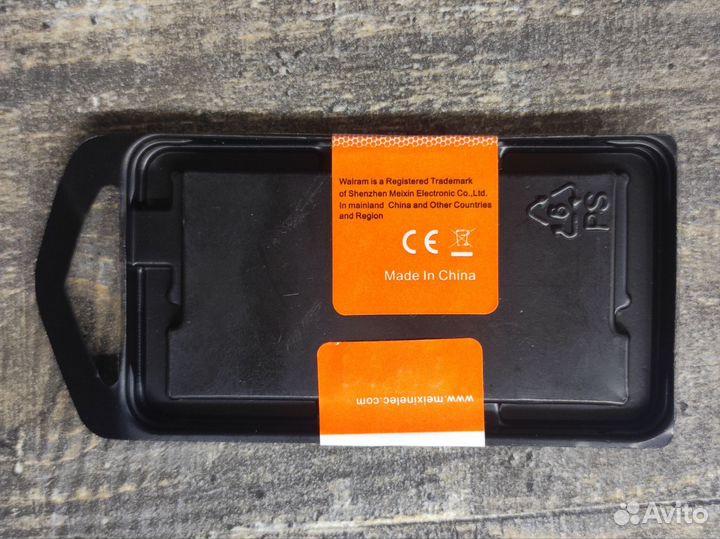 Walram is a Registered Trademark
of Shenzhen Meixin Electronic Co.,Ltd.
In mainland China and Other Countries
and Region
CE
Made In China
www.meixinelec.com
6
PS
Avito